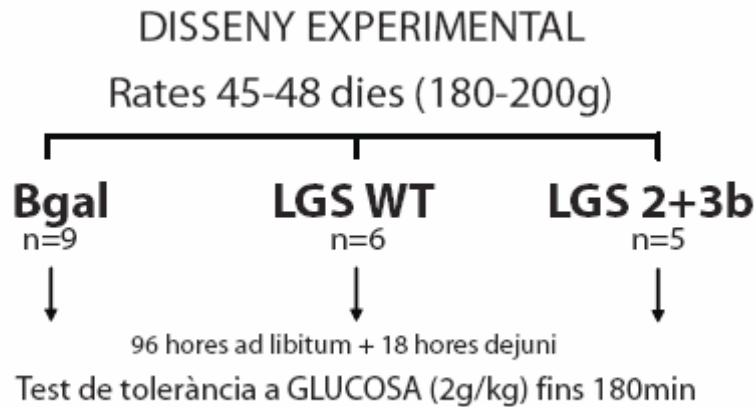 DISSENY EXPERIMENTAL
Rates 45-48 dies (180-200g)
Bgal LGS WT LGS 2+3b
n=9 n=6 n=5
96 hores ad libitum + 18 hores dejuni
Test de tolerància a GLUCOSA (2g/kg) fins 180min